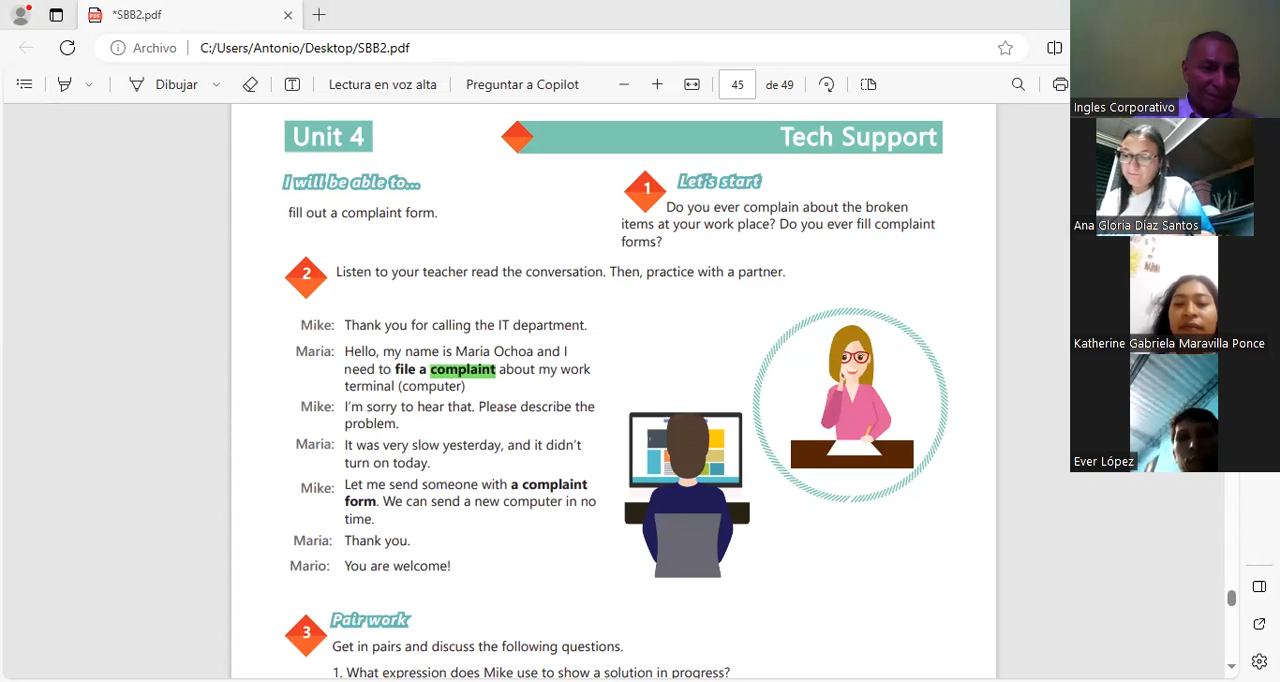 *SBB2.pdf
Archivo C:/Users/Antonio/Desktop/SBB2.pdf
Dibujar Lectura en voz alta Preguntar a Copilot 45 de 49
Unit 4 Tech Support
I will be able to...
fill out a complaint form.
1 Let's start
Do you ever complain about the broken
items at your work place? Do you ever fill complaint
forms?
2 Listen to your teacher read the conversation. Then, practice with a partner.
Mike: Thank you for calling the IT department.
Maria: Hello, my name is Maria Ochoa and I
need to file a complaint about my work
terminal (computer)
Mike: I'm sorry to hear that. Please describe the
problem.
Maria: It was very slow yesterday, and it didn't
turn on today.
Mike: Let me send someone with a complaint
form. We can send a new computer in no
time.
Maria: Thank you.
Mario: You are welcome!
3 Pair work
Get in pairs and discuss the following questions.
1. What expression does Mike use to show a solution in progress?
Ingles Corporativo
Ana Gloria Díaz Santos
Katherine Gabriela Maravilla Ponce
Ever López